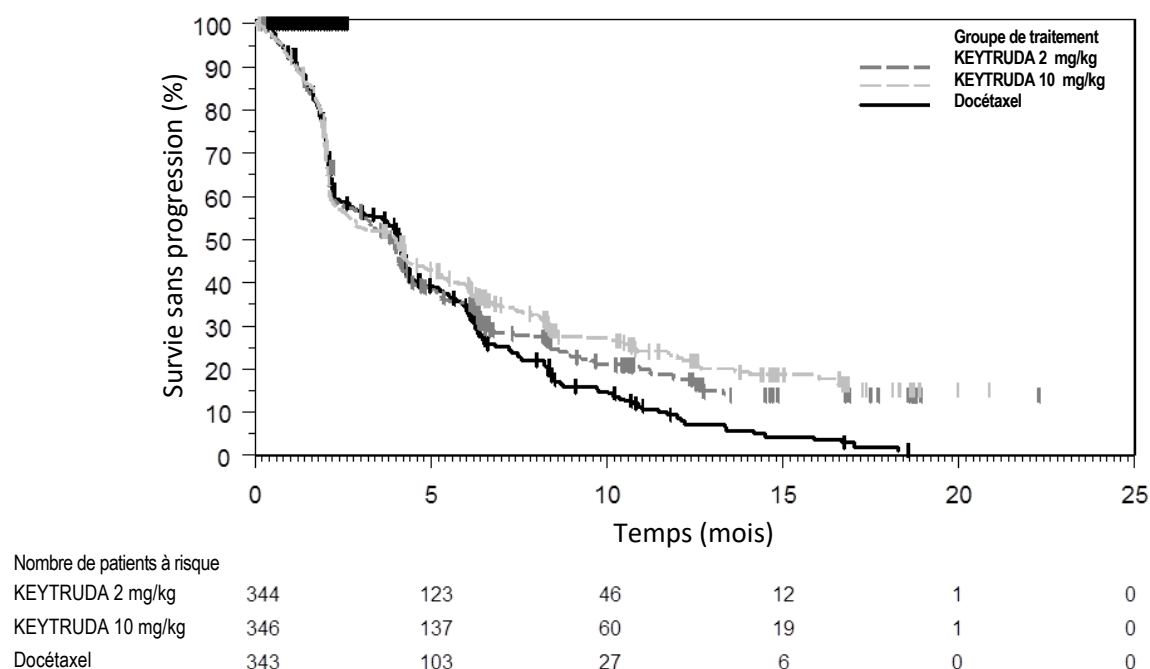 Survie sans progression (%)
100
90
80
70
60
50
40
30
20
10
0
Groupe de traitement
KEYTRUDA 2 mg/kg
KEYTRUDA 10 mg/kg
Docétaxel
0 5 10 15 20 25
Temps (mois)
Nombre de patients à risque
KEYTRUDA 2 mg/kg 344 123 46 12 1 0
KEYTRUDA 10 mg/kg 346 137 60 19 1 0
Docétaxel 343 103 27 6 0 0